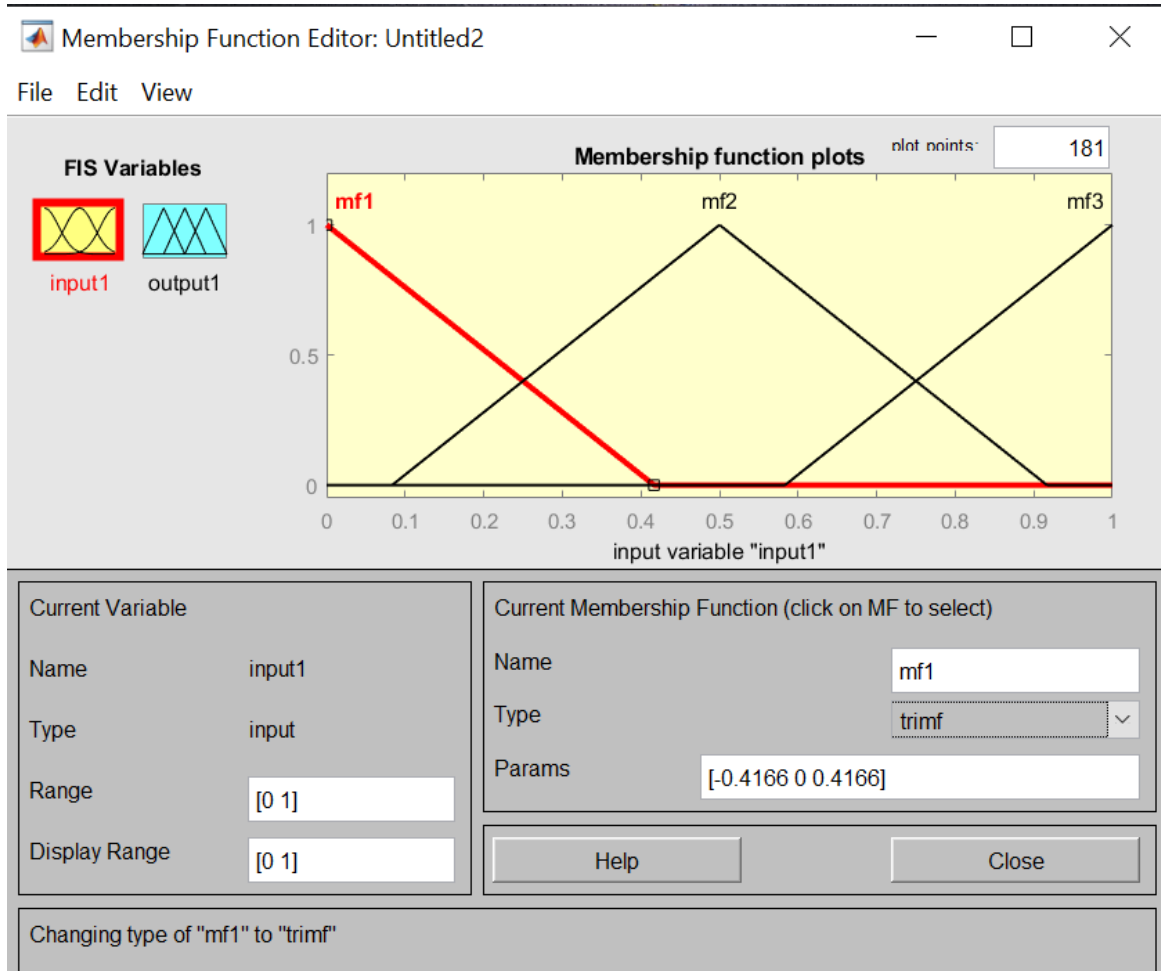 Membership Function Editor: Untitled2
File Edit View
FIS Variables
input1 output1
Membership function plots
plot points: 181
mf1 mf2 mf3
1
0.5
0
0 0.1 0.2 0.3 0.4 0.5 0.6 0.7 0.8 0.9 1
input variable "input1"
Current Variable
Name input1
Type input
Range [0 1]
Display Range [0 1]
Current Membership Function (click on MF to select)
Name mf1
Type trimf
Params [-0.4166 0 0.4166]
Help Close
Changing type of "mf1" to "trimf"